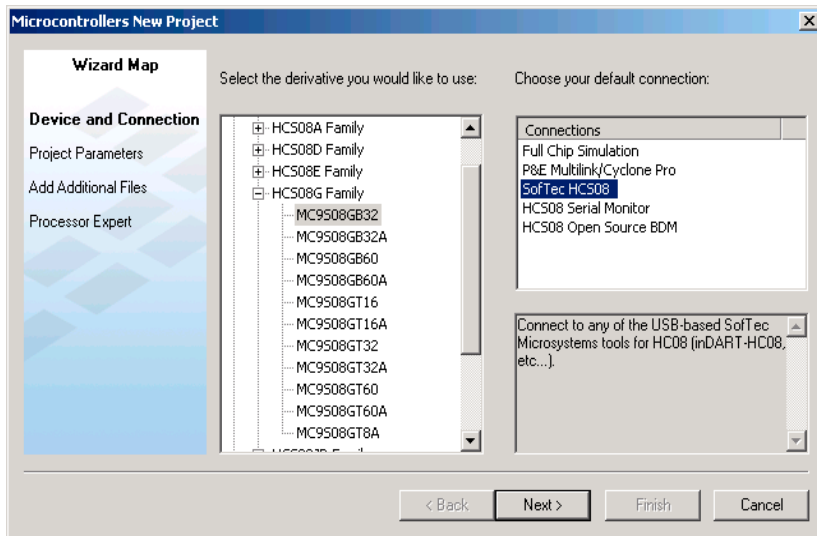 Microcontrollers New Project
Wizard Map
Device and Connection
Project Parameters
Add Additional Files
Processor Expert
Select the derivative you would like to use:
HCS08A Family
HCS08D Family
HCS08E Family
HCS08G Family
MC9S08GB32
MC9S08GB32A
MC9S08GB60
MC9S08GB60A
MC9S08GT16
MC9S08GT16A
MC9S08GT32
MC9S08GT32A
MC9S08GT60
MC9S08GT60A
MC9S08GT8A
Choose your default connection:
Connections
Full Chip Simulation
P&E Multilink/Cyclone Pro
SofTec HCS08
HCS08 Serial Monitor
HCS08 Open Source BDM
Connect to any of the USB-based SofTec
Microsystems tools for HC08 (inDART-HC08,
etc...).
< Back
Next >
Finish
Cancel